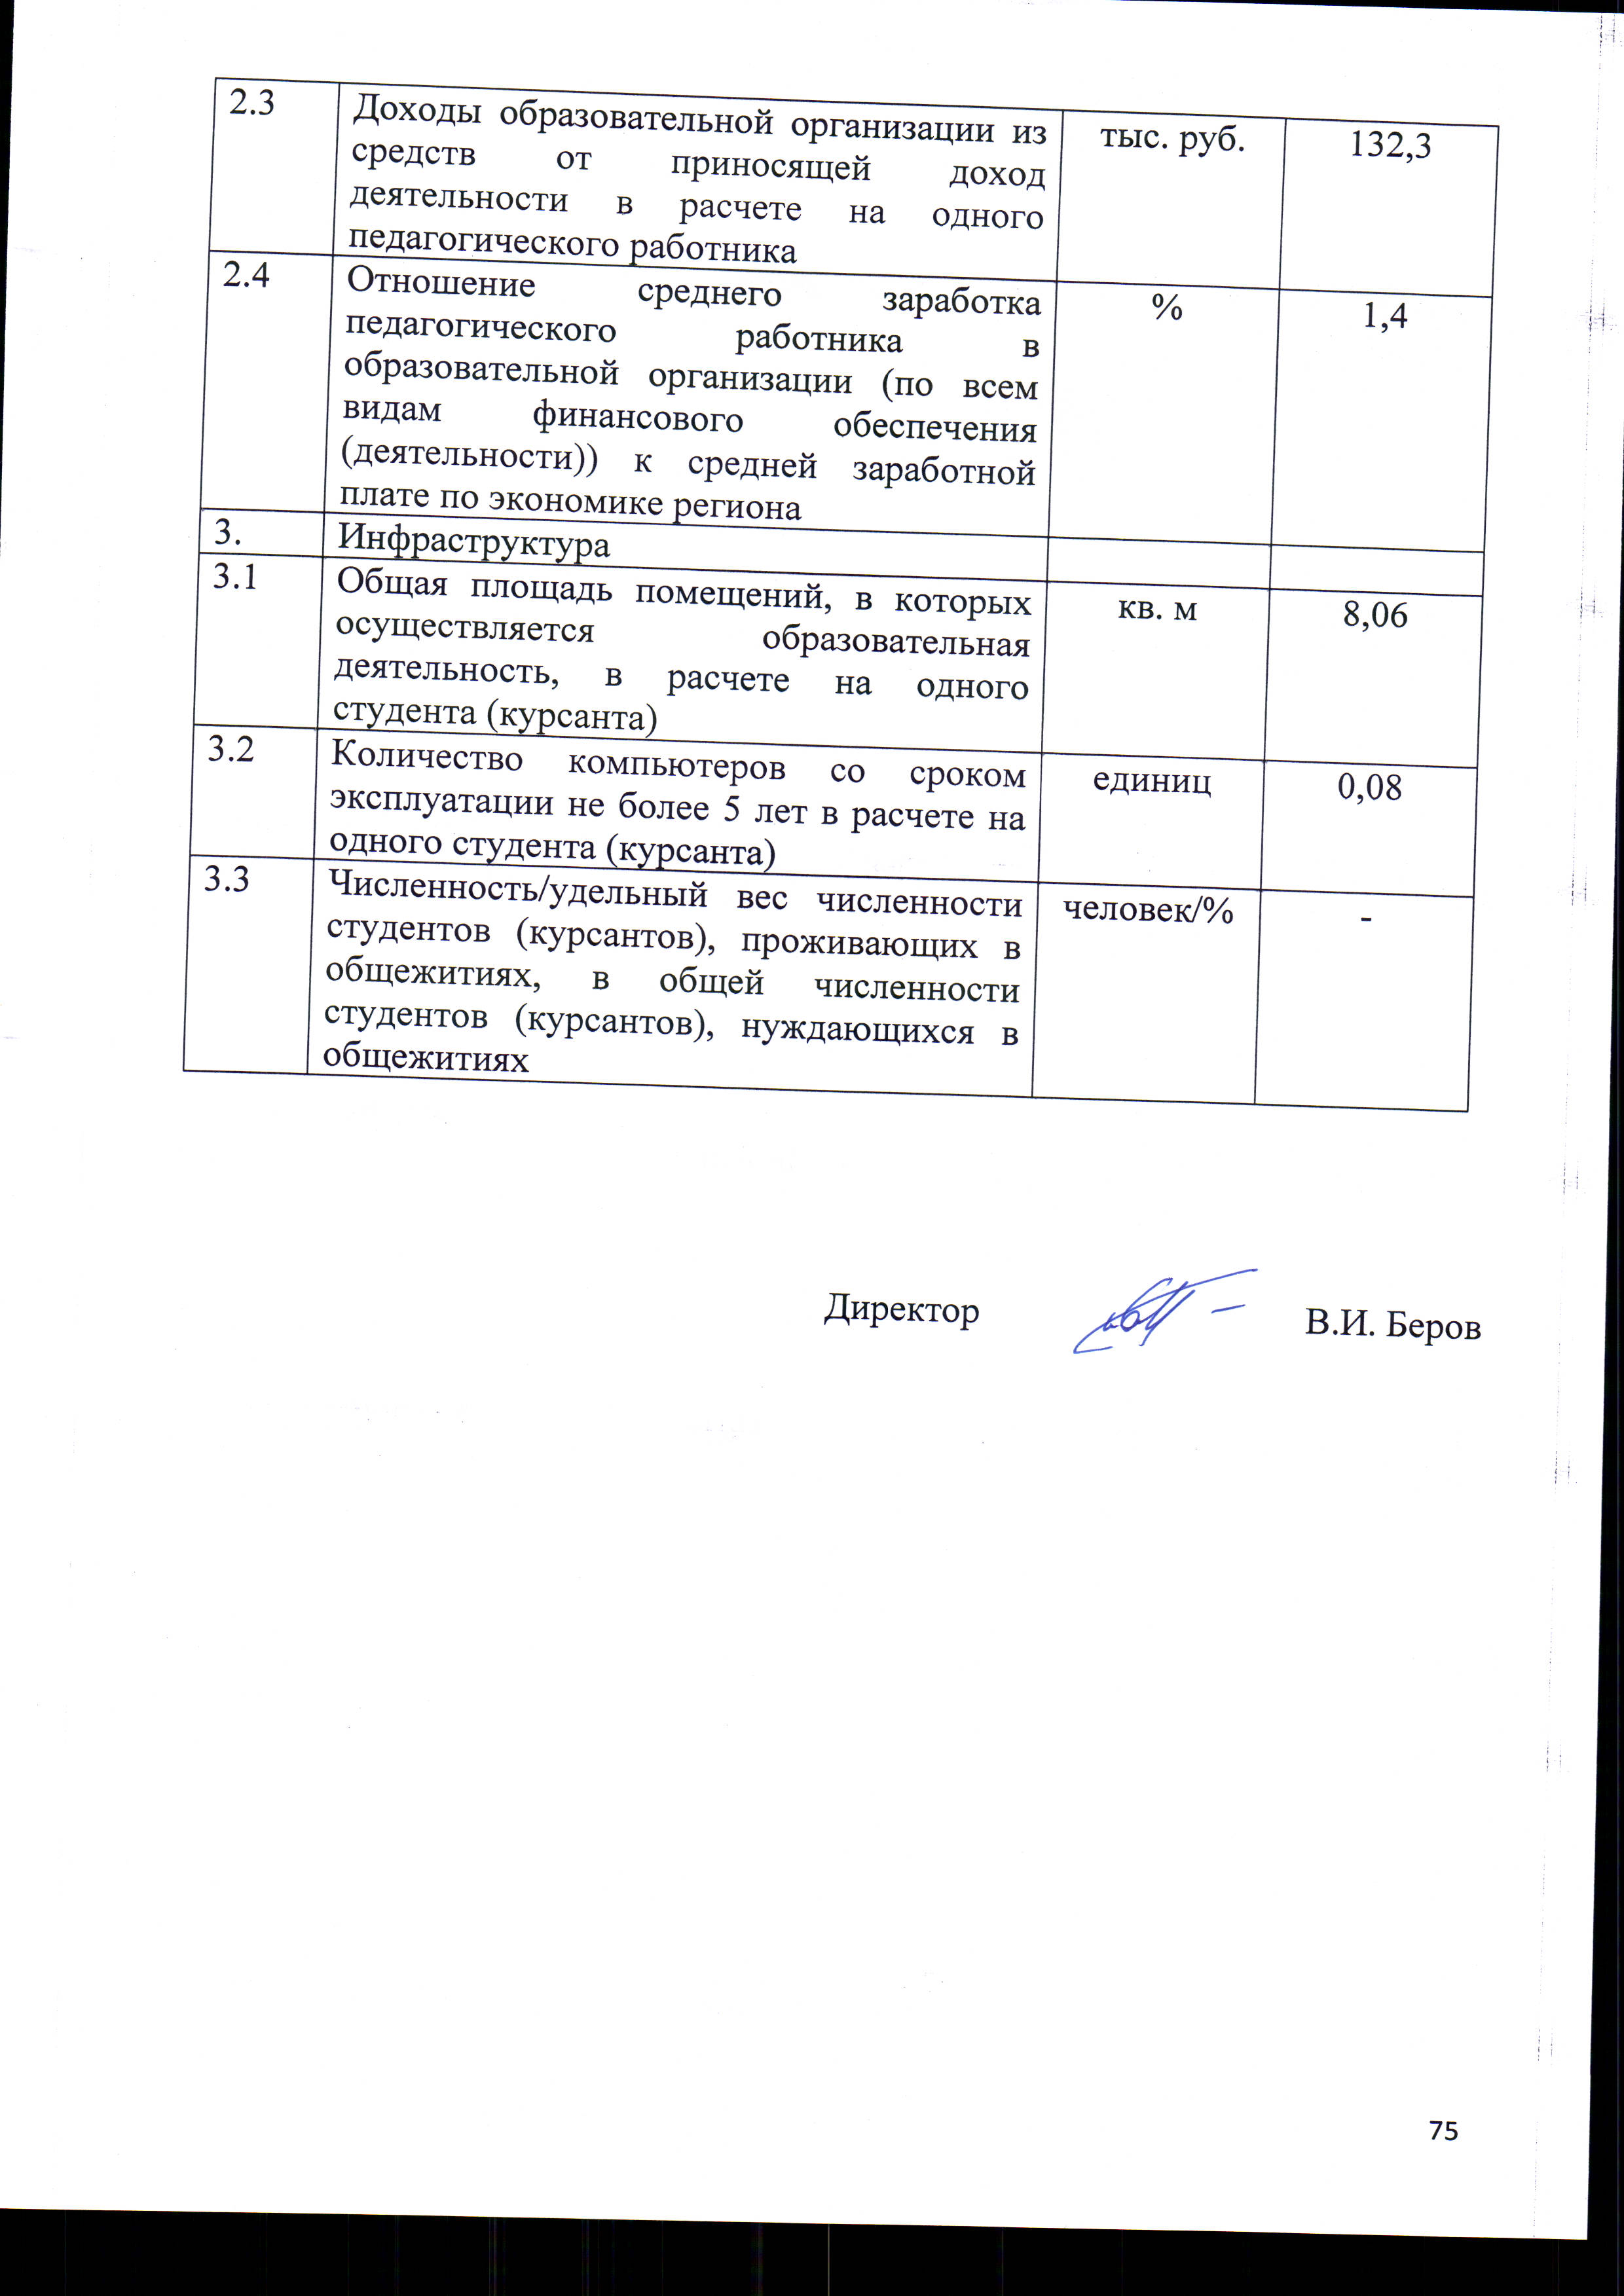 2.3 Доходы образовательной организации из тыс. руб. 132,3
средств от приносящей доход
деятельности в расчете на одного
педагогического работника
2.4 Отношение среднего заработка % 1,4
педагогического работника в
образовательной организации (по всем
видам финансового обеспечения
(деятельности)) к средней заработной
плате по экономике региона
3. Инфраструктура
3.1 Общая площадь помещений, в которых кв. м 8,06
осуществляется образовательная
деятельность, в расчете на одного
студента (курсанта)
3.2 Количество компьютеров со сроком единиц 0,08
эксплуатации не более 5 лет в расчете на
одного студента (курсанта)
3.3 Численность/удельный вес численности человек/% -
студентов (курсантов), проживающих в
общежитиях, в общей численности
студентов (курсантов), нуждающихся в
общежитиях
Директор В.И. Беров
75